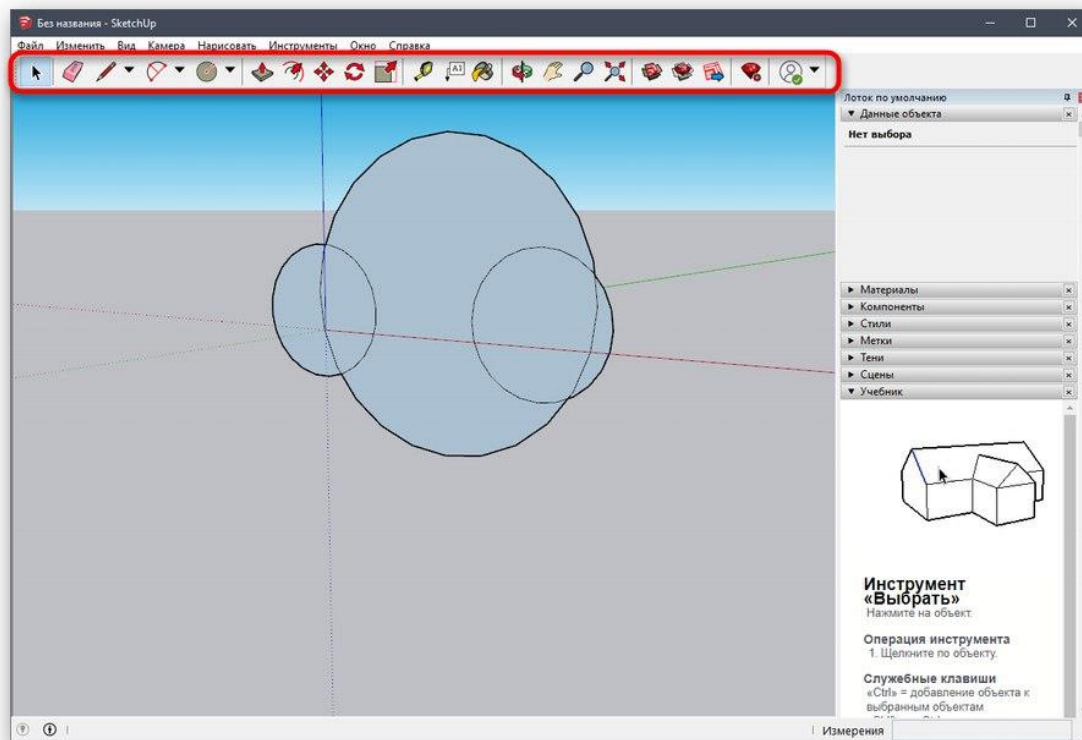 Без названия - SketchUp
Файл Изменить Вид Камера Нарисовать Инструменты Окно Справка
A1
Лоток по умолчанию
Данные объекта
Нет выбора
Материалы
Компоненты
Стили
Метки
Тени
Сцены
Учебник
Инструмент
«Выбрать»
Нажмите на объект.
Операция инструмента
1. Щелкните по объекту.
Служебные клавиши
«Ctrl» = добавление объекта к
выбранным объектам
Измерения